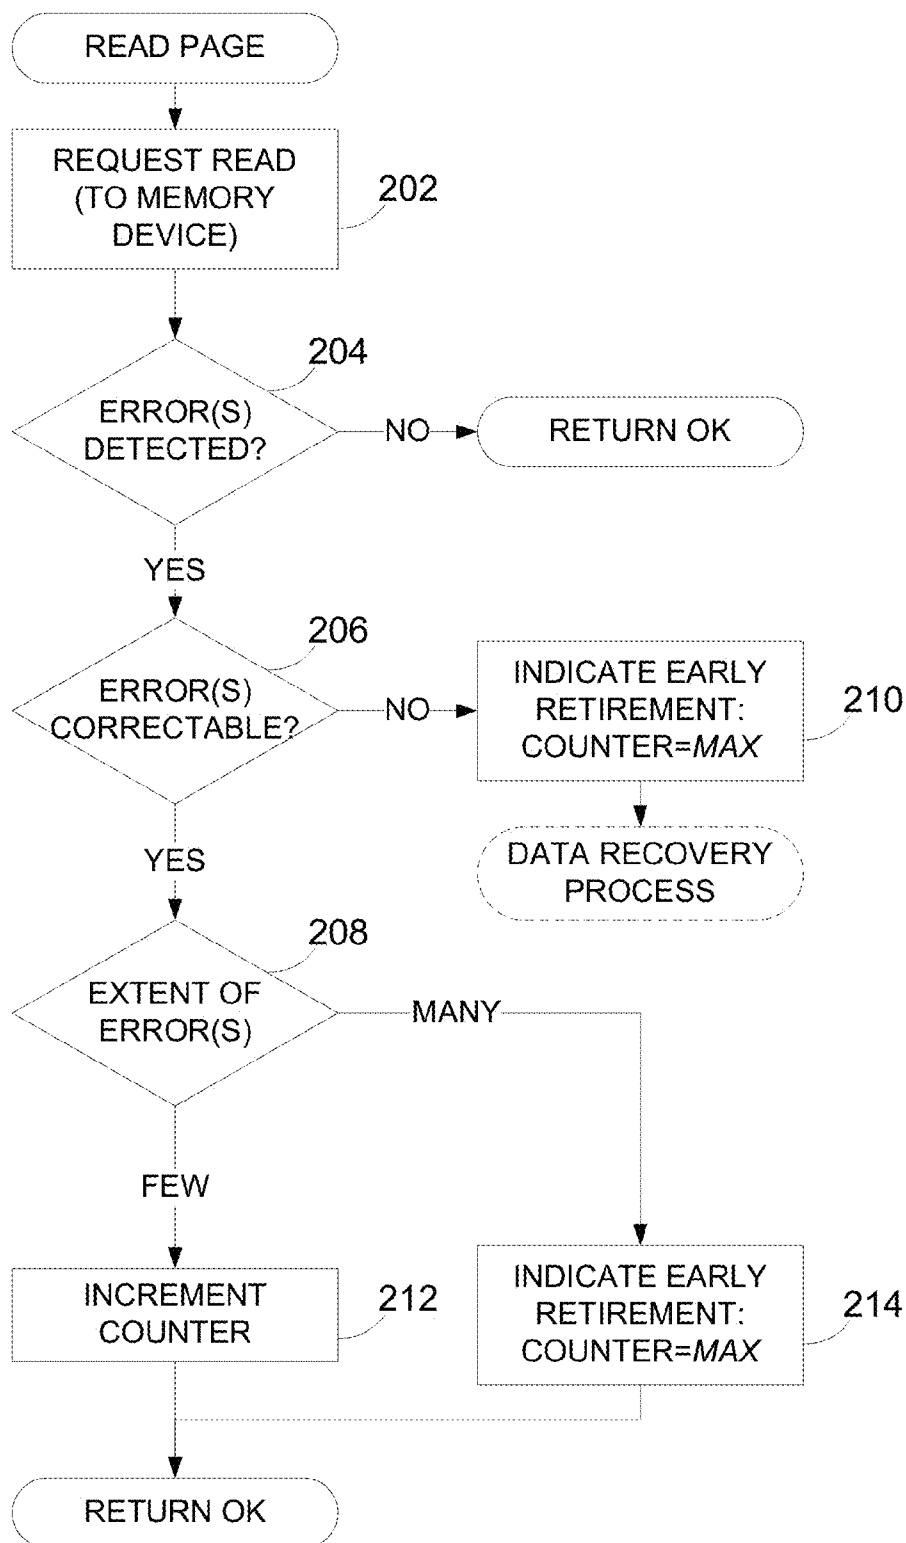 READ PAGE
REQUEST READ
(TO MEMORY
DEVICE)
202
204
ERROR(S)
DETECTED?
NO
RETURN OK
YES
206
ERROR(S)
CORRECTABLE?
NO
INDICATE EARLY
RETIREMENT:
COUNTER=MAX
210
DATA RECOVERY
PROCESS
YES
208
EXTENT OF
ERROR(S)
MANY
FEW
INCREMENT
COUNTER
212
INDICATE EARLY
RETIREMENT:
COUNTER=MAX
214
RETURN OK